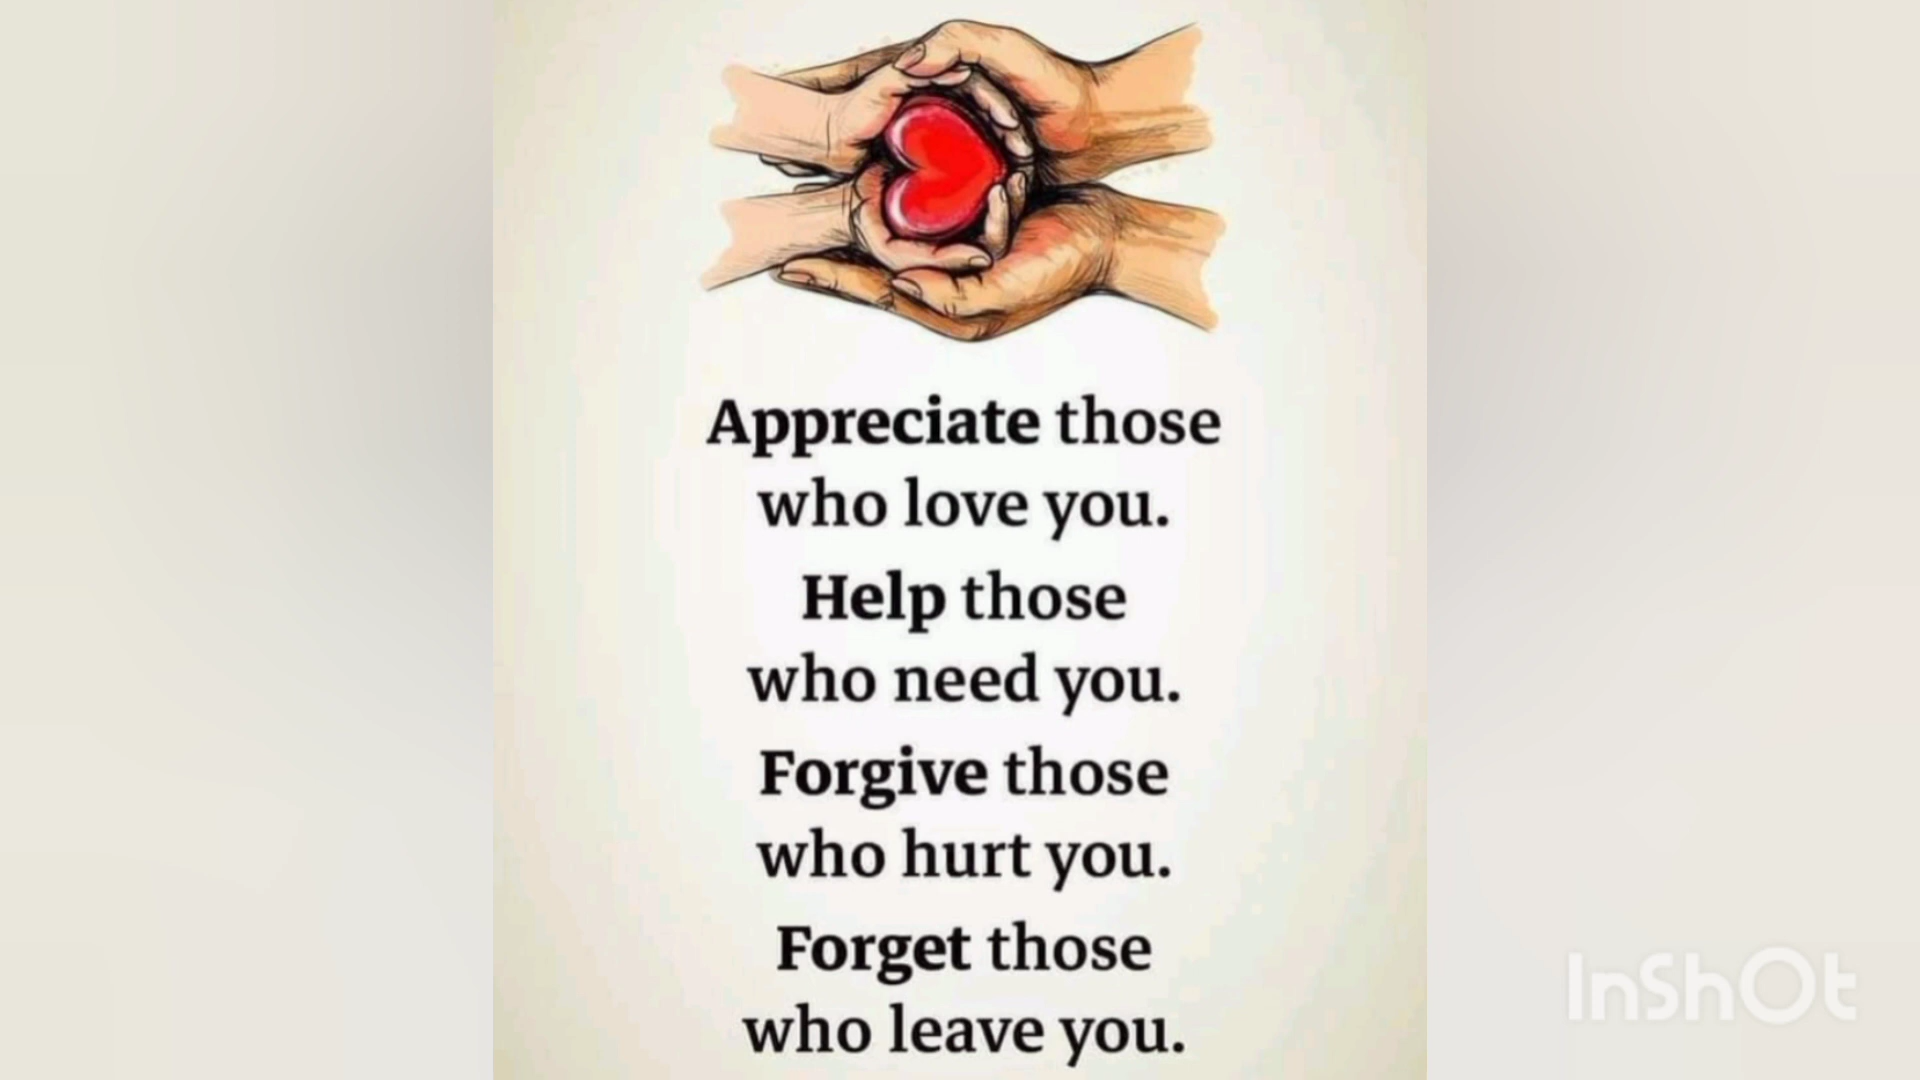 Appreciate those
who love you.
Help those
who need you.
Forgive those
who hurt you.
Forget those
who leave you.
InShOt